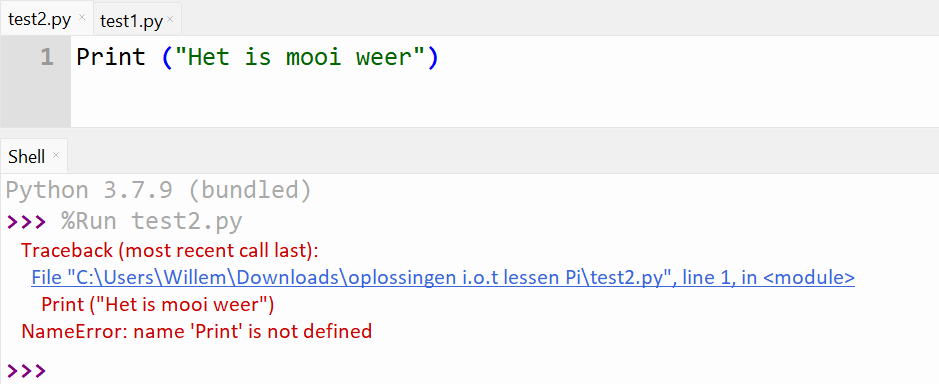 test2.py × test1.py ×
1 Print ("Het is mooi weer")
Shell ×
Python 3.7.9 (bundled)
>>> %Run test2.py
Traceback (most recent call last):
File "C:\Users\Willem\Downloads\oplossingen i.o.t lessen Pi\test2.py", line 1, in <module>
Print ("Het is mooi weer")
NameError: name 'Print' is not defined
>>>